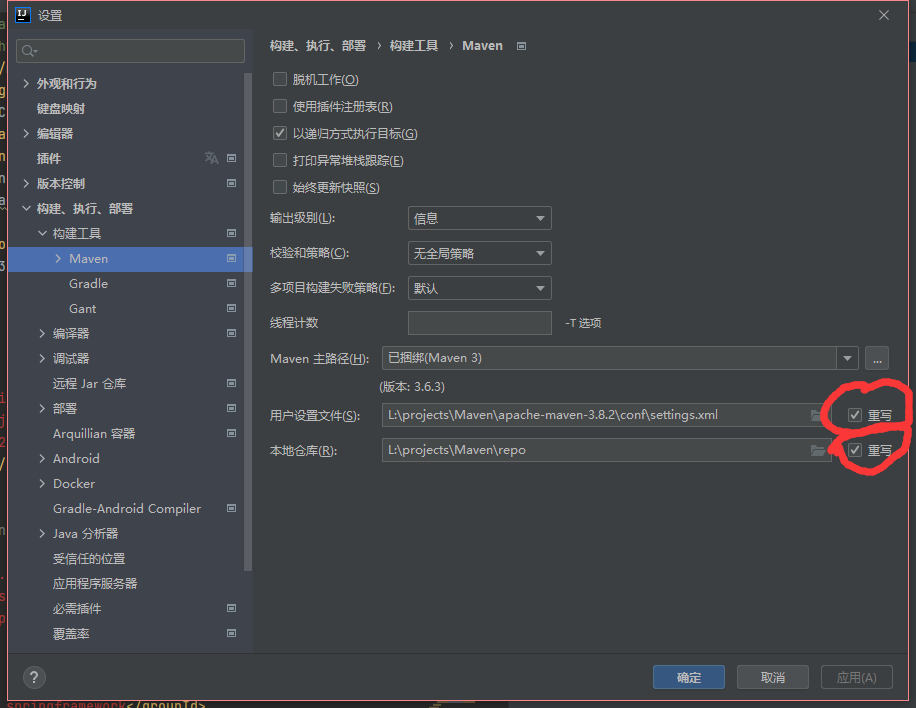 设置
构建、执行、部署 › 构建工具 › Maven
外观和行为
键盘映射
编辑器
插件
版本控制
构建、执行、部署
构建工具
Maven
Gradle
Gant
编译器
调试器
远程 Jar 仓库
部署
Arquillian 容器
Android
Docker
Gradle-Android Compiler
Java 分析器
受信任的位置
应用程序服务器
必需插件
覆盖率
脱机工作(O)
使用插件注册表(R)
以递归方式执行目标(G)
打印异常堆栈跟踪(E)
始终更新快照(S)
输出级别(L): 信息
校验和策略(C): 无全局策略
多项目构建失败策略(F): 默认
线程计数 -T 选项
Maven 主路径(H): 已捆绑(Maven 3) ...
(版本: 3.6.3)
用户设置文件(S): L:\projects\Maven\apache-maven-3.8.2\conf\settings.xml 重写
本地仓库(R): L:\projects\Maven\repo 重写
? 确定 取消 应用(A)
springframework</groupId>